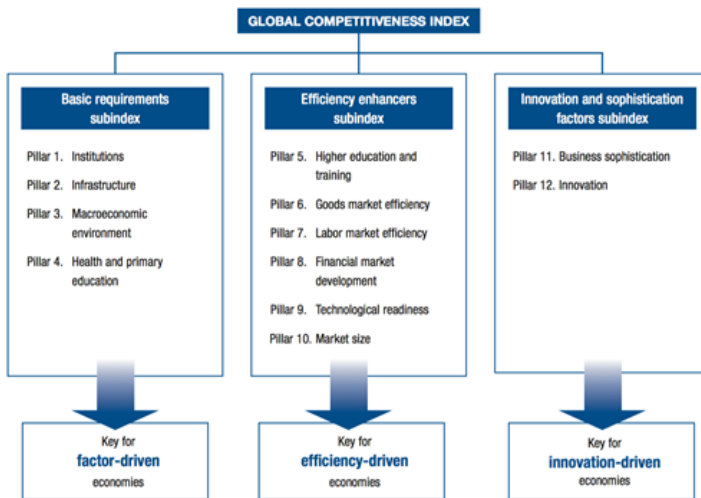 GLOBAL COMPETITIVENESS INDEX
Basic requirements
subindex
Pillar 1. Institutions
Pillar 2. Infrastructure
Pillar 3. Macroeconomic
environment
Pillar 4. Health and primary
education
Key for
factor-driven
economies
Efficiency enhancers
subindex
Pillar 5. Higher education and
training
Pillar 6. Goods market efficiency
Pillar 7. Labor market efficiency
Pillar 8. Financial market
development
Pillar 9. Technological readiness
Pillar 10. Market size
Key for
efficiency-driven
economies
Innovation and sophistication
factors subindex
Pillar 11. Business sophistication
Pillar 12. Innovation
Key for
innovation-driven
economies